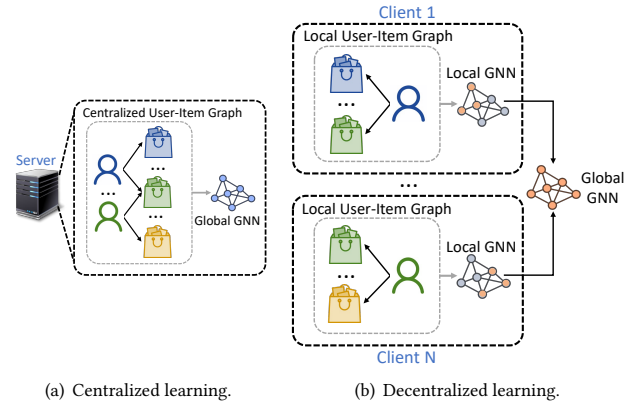 Client 1
Local User-Item Graph
Local GNN
...
Centralized User-Item Graph
Server
...
...
...
Global GNN
...
Global
GNN
Local User-Item Graph
Local GNN
...
Client N
(a) Centralized learning.
(b) Decentralized learning.